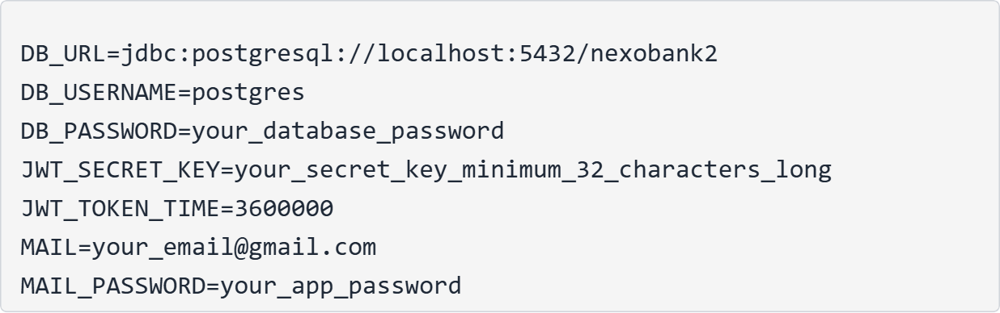 DB_URL=jdbc:postgresql://localhost:5432/nexobank2
DB_USERNAME=postgres
DB_PASSWORD=your_database_password
JWT_SECRET_KEY=your_secret_key_minimum_32_characters_long
JWT_TOKEN_TIME=3600000
MAIL=your_email@gmail.com
MAIL_PASSWORD=your_app_password